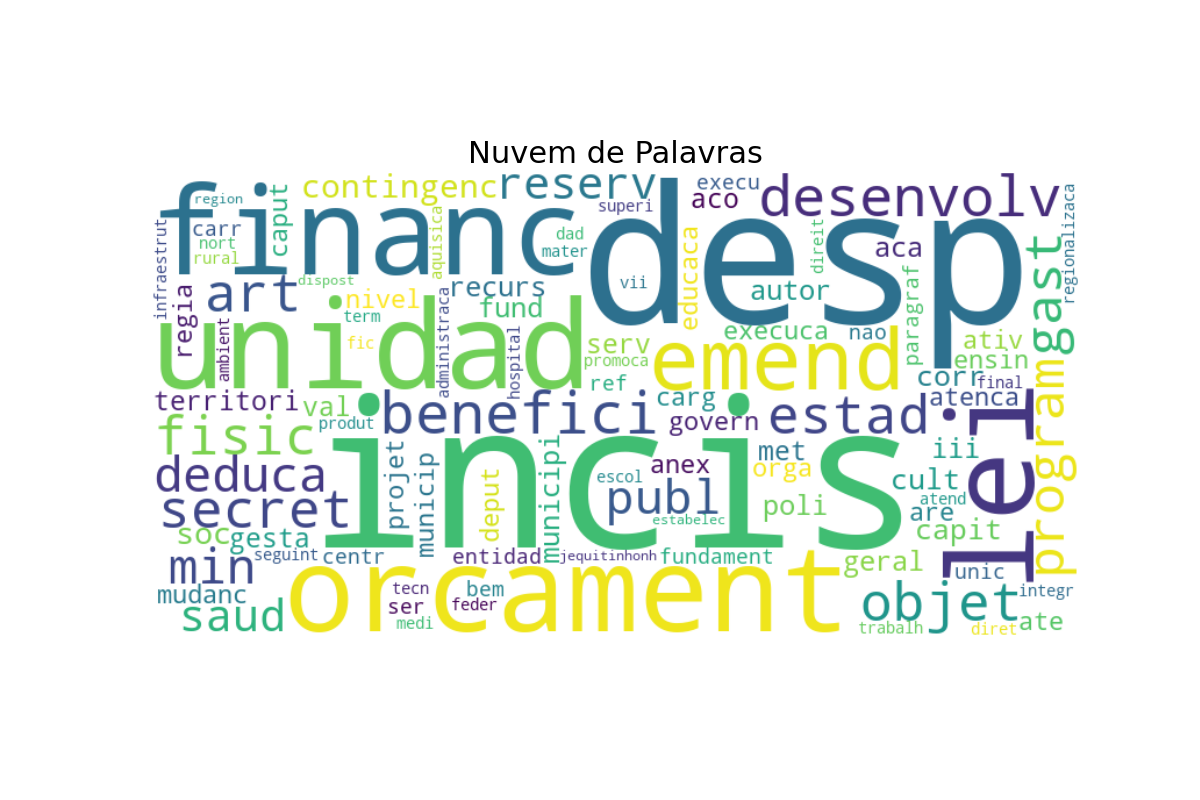 Nuvem de Palavras
financ
desp
incis
unidad
orcament
lei
emend
desenvolv
reserv
contingenc
execu
aco
superi
region
carr
nort
rural
caput
aquisica
dad
mater
vii
educaca
direit
aca
regionalizaca
infraestrut
art
dispost
nivel
recurs
fund
autor
gast
regia
ambient
term
fic
administraca
hospital
serv
promoca
execuca
nao
paragraf
ativ
ensin
ref
corr
final
territori
val
produt
benefici
carg
govern
estad
atenca
program
fisic
deduca
secret
projet
municip
deput
municipi
escol
publ
anex
estabelec
met
orga
poli
iii
cult
atend
are
capit
soc
gesta
seguint
centr
entidad
jequitinhonh
fundament
geral
unic
integr
min
mudanc
saud
tecn
ser
medi
feder
bem
objet
trabalh
diret
ate